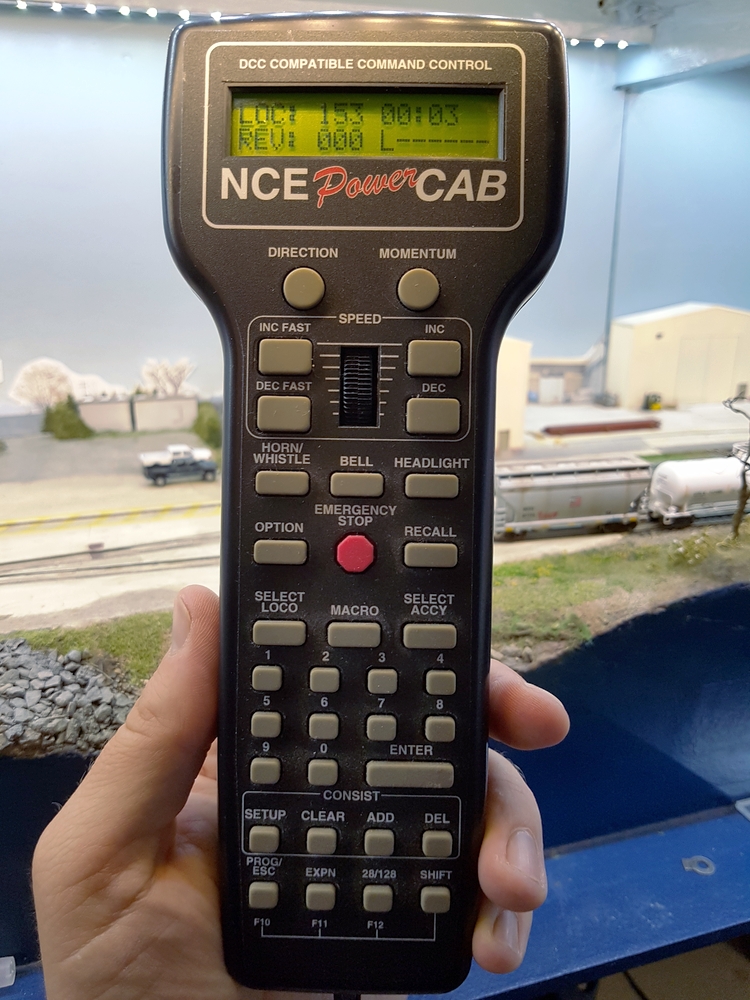 DCC COMPATIBLE COMMAND CONTROL
LOC: 153 00:03
REV: 000 L------
NCE PowerCAB
DIRECTION MOMENTUM
SPEED
INC FAST INC
DEC FAST DEC
HORN/
WHISTLE BELL HEADLIGHT
EMERGENCY
STOP
OPTION RECALL
SELECT
LOCO MACRO SELECT
ACCY
1 2 3 4
5 6 7 8
9 0 ENTER
CONSIST
SETUP CLEAR ADD DEL
PROG/
ESC EXPN 28/128 SHIFT
F10 F11 F12